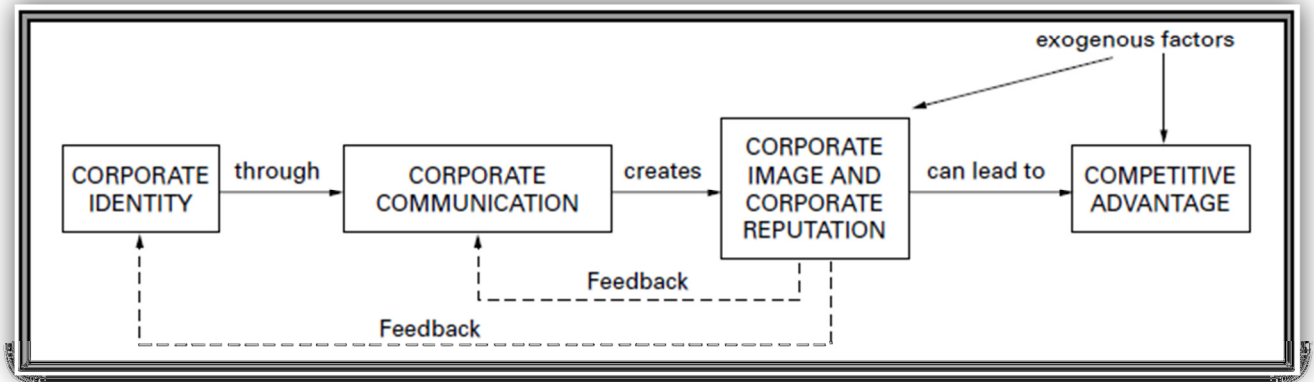 exogenous factors
CORPORATE
IDENTITY
through
CORPORATE
COMMUNICATION
creates
CORPORATE
IMAGE AND
CORPORATE
REPUTATION
can lead to
COMPETITIVE
ADVANTAGE
Feedback
Feedback